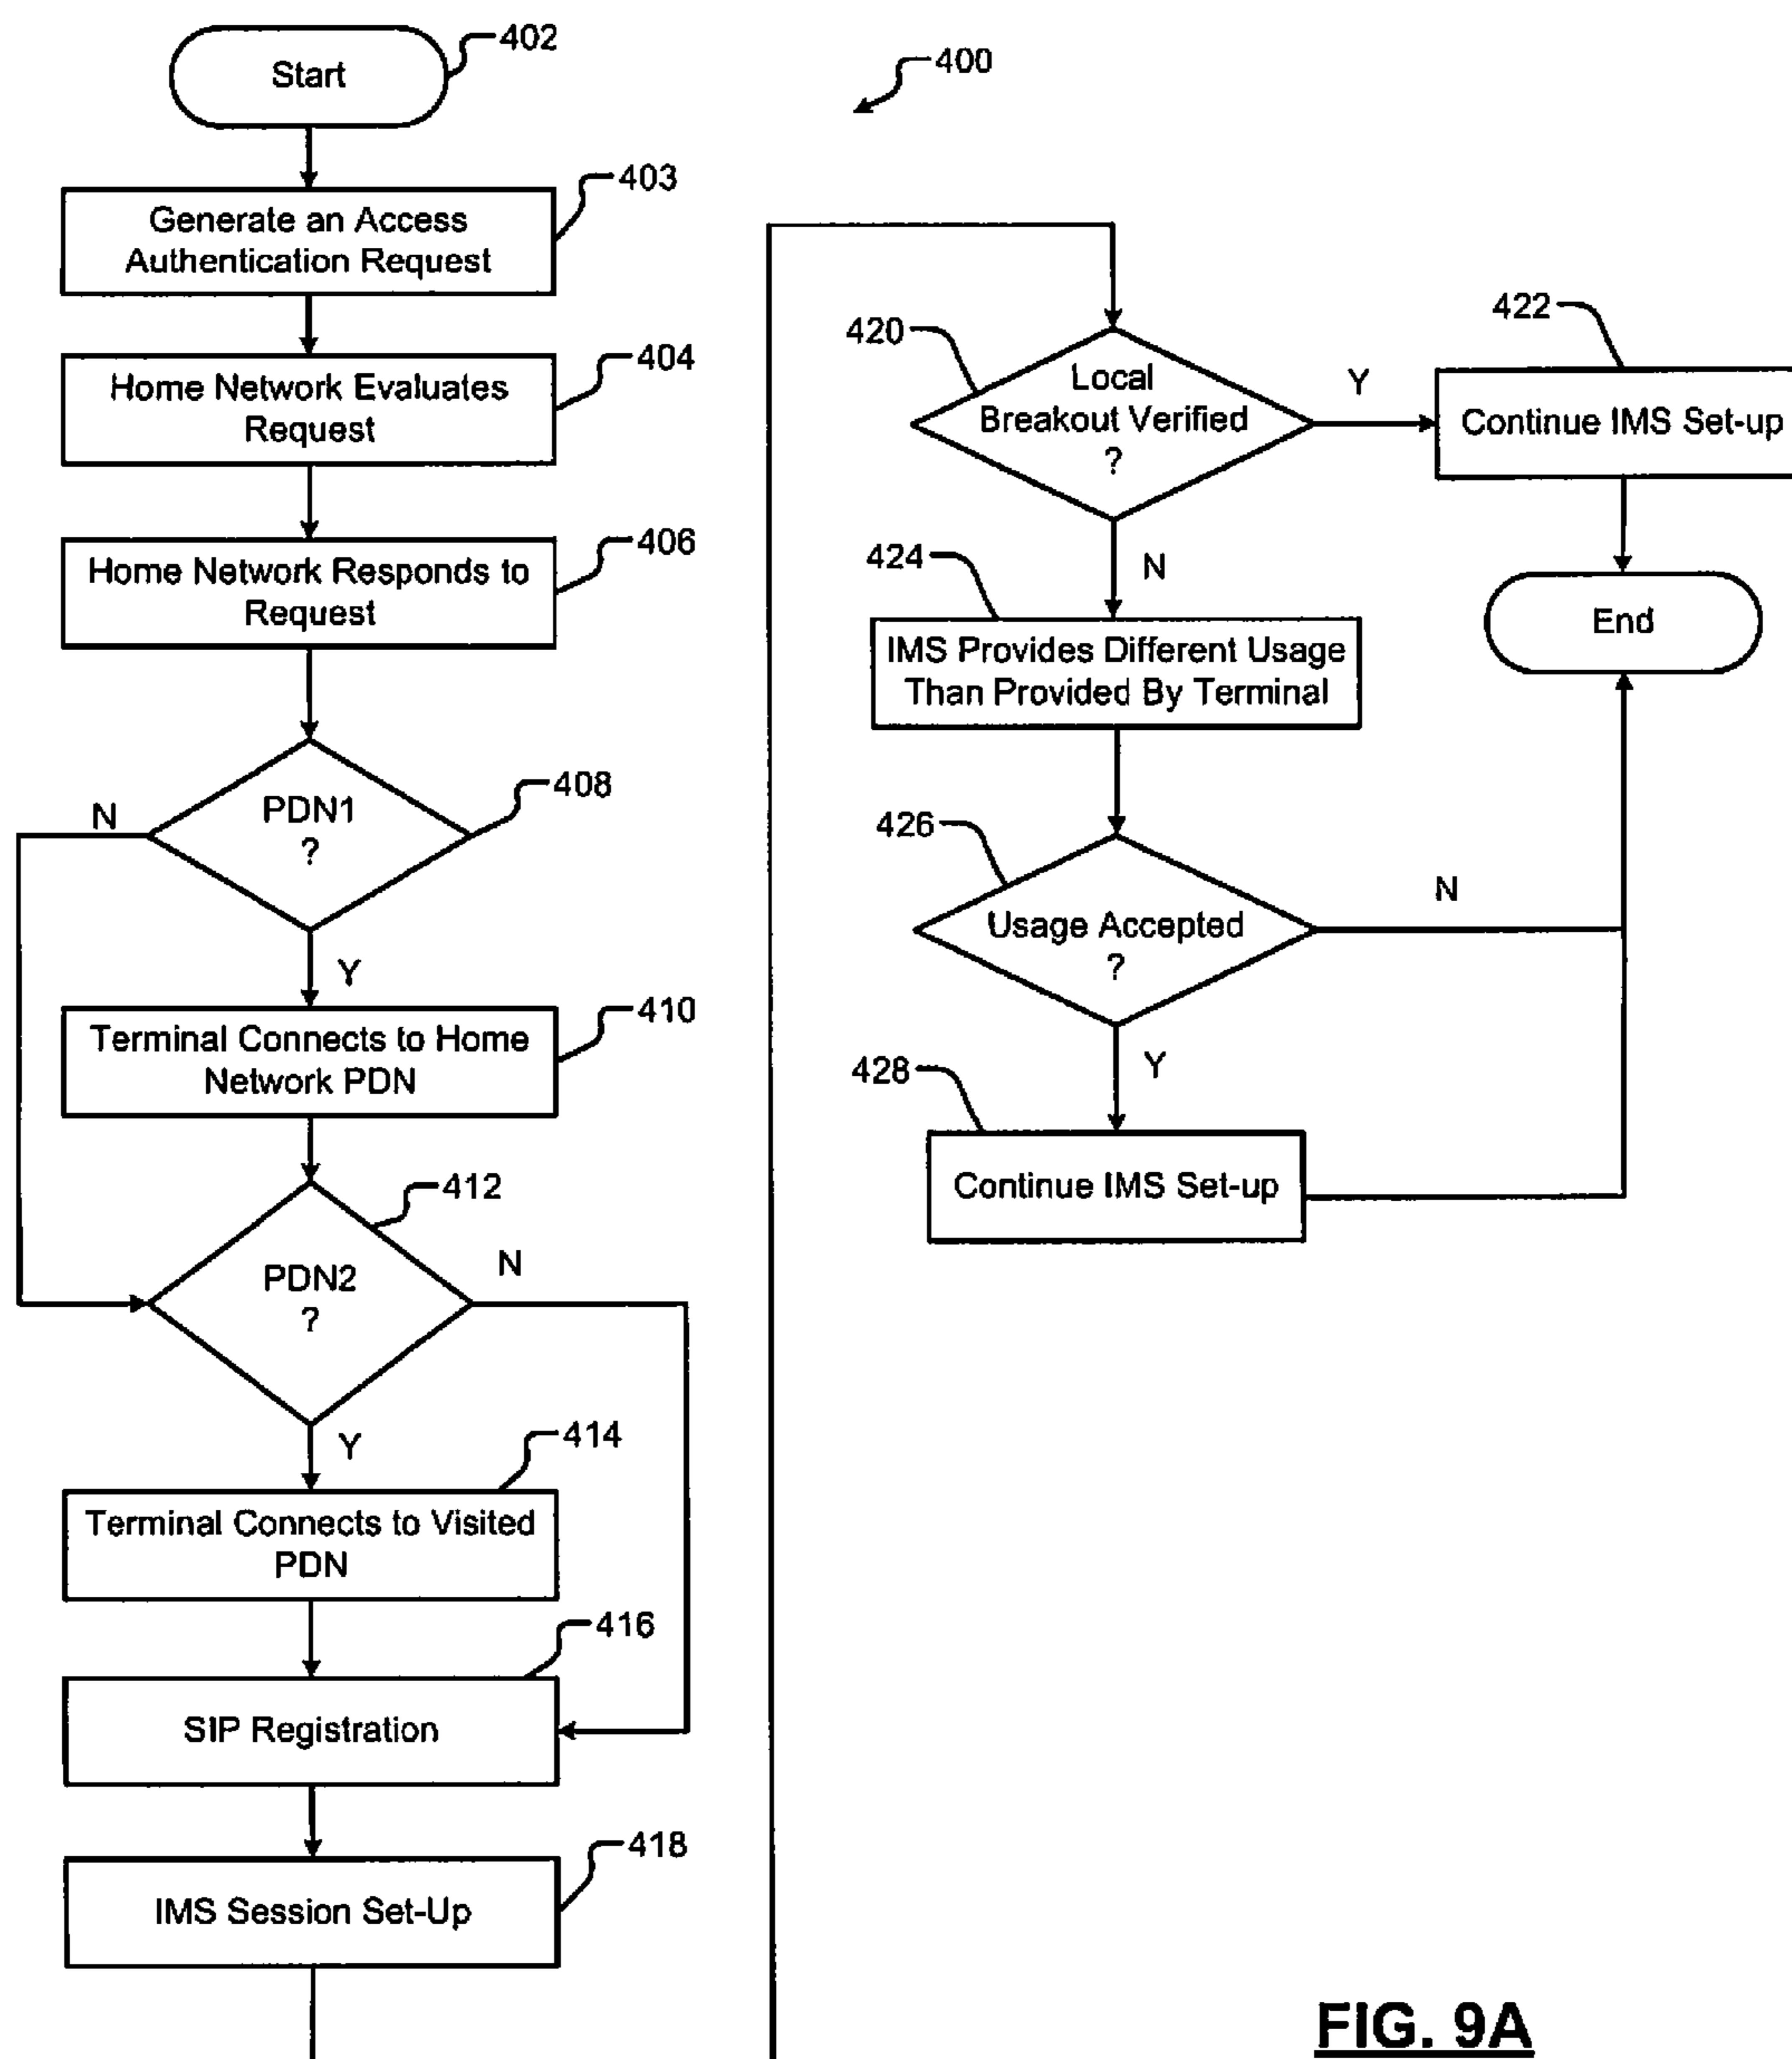 Start
402
400
Generate an Access
Authentication Request
403
Home Network Evaluates
Request
404
Home Network Responds to
Request
406
PDN1
?
408
N
Y
Terminal Connects to Home
Network PDN
410
PDN2
?
412
N
Y
Terminal Connects to Visited
PDN
414
SIP Registration
416
IMS Session Set-Up
418
Local
Breakout Verified
?
420
Y
N
Continue IMS Set-up
422
End
IMS Provides Different Usage
Than Provided By Terminal
424
Usage Accepted
?
426
N
Y
Continue IMS Set-up
428
FIG. 9A